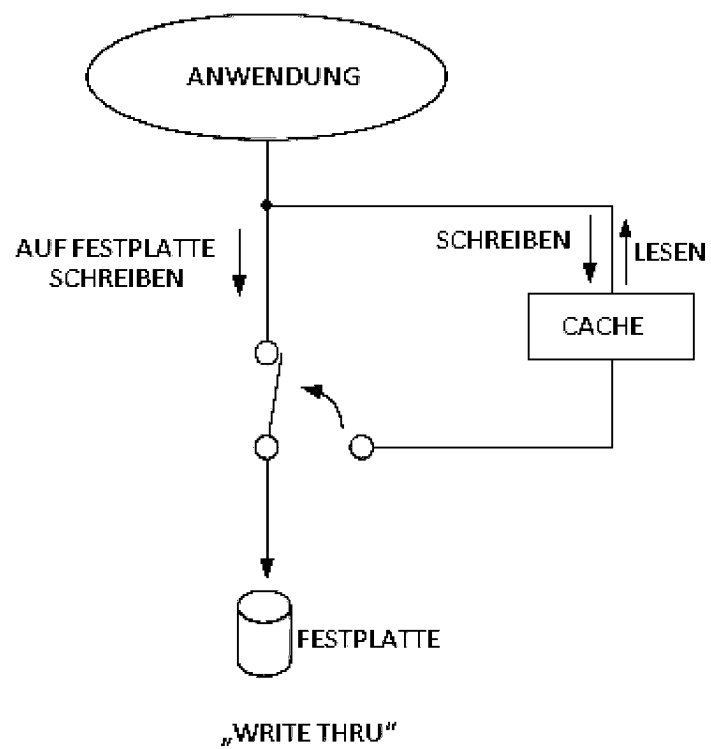 ANWENDUNG
AUF FESTPLATTE
SCHREIBEN
SCHREIBEN
LESEN
CACHE
FESTPLATTE
„WRITE THRU“